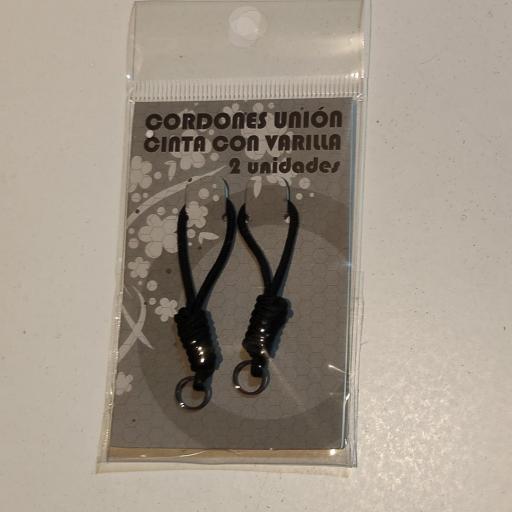 CORDONES UNIÓN
CINTA CON VARILLA
2 unidades